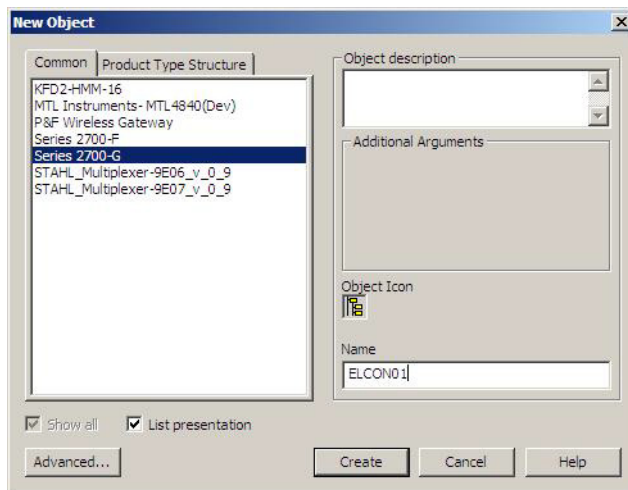 New Object
Common
Product Type Structure
KFD2-HMM-16
MTL Instruments- MTL4840(Dev)
P&F Wireless Gateway
Series 2700-F
Series 2700-G
STAHL_Multiplexer-9E06_v_0_9
STAHL_Multiplexer-9E07_v_0_9
Object description
Additional Arguments
Object Icon
Name
ELCON01
Show all
List presentation
Advanced...
Create
Cancel
Help